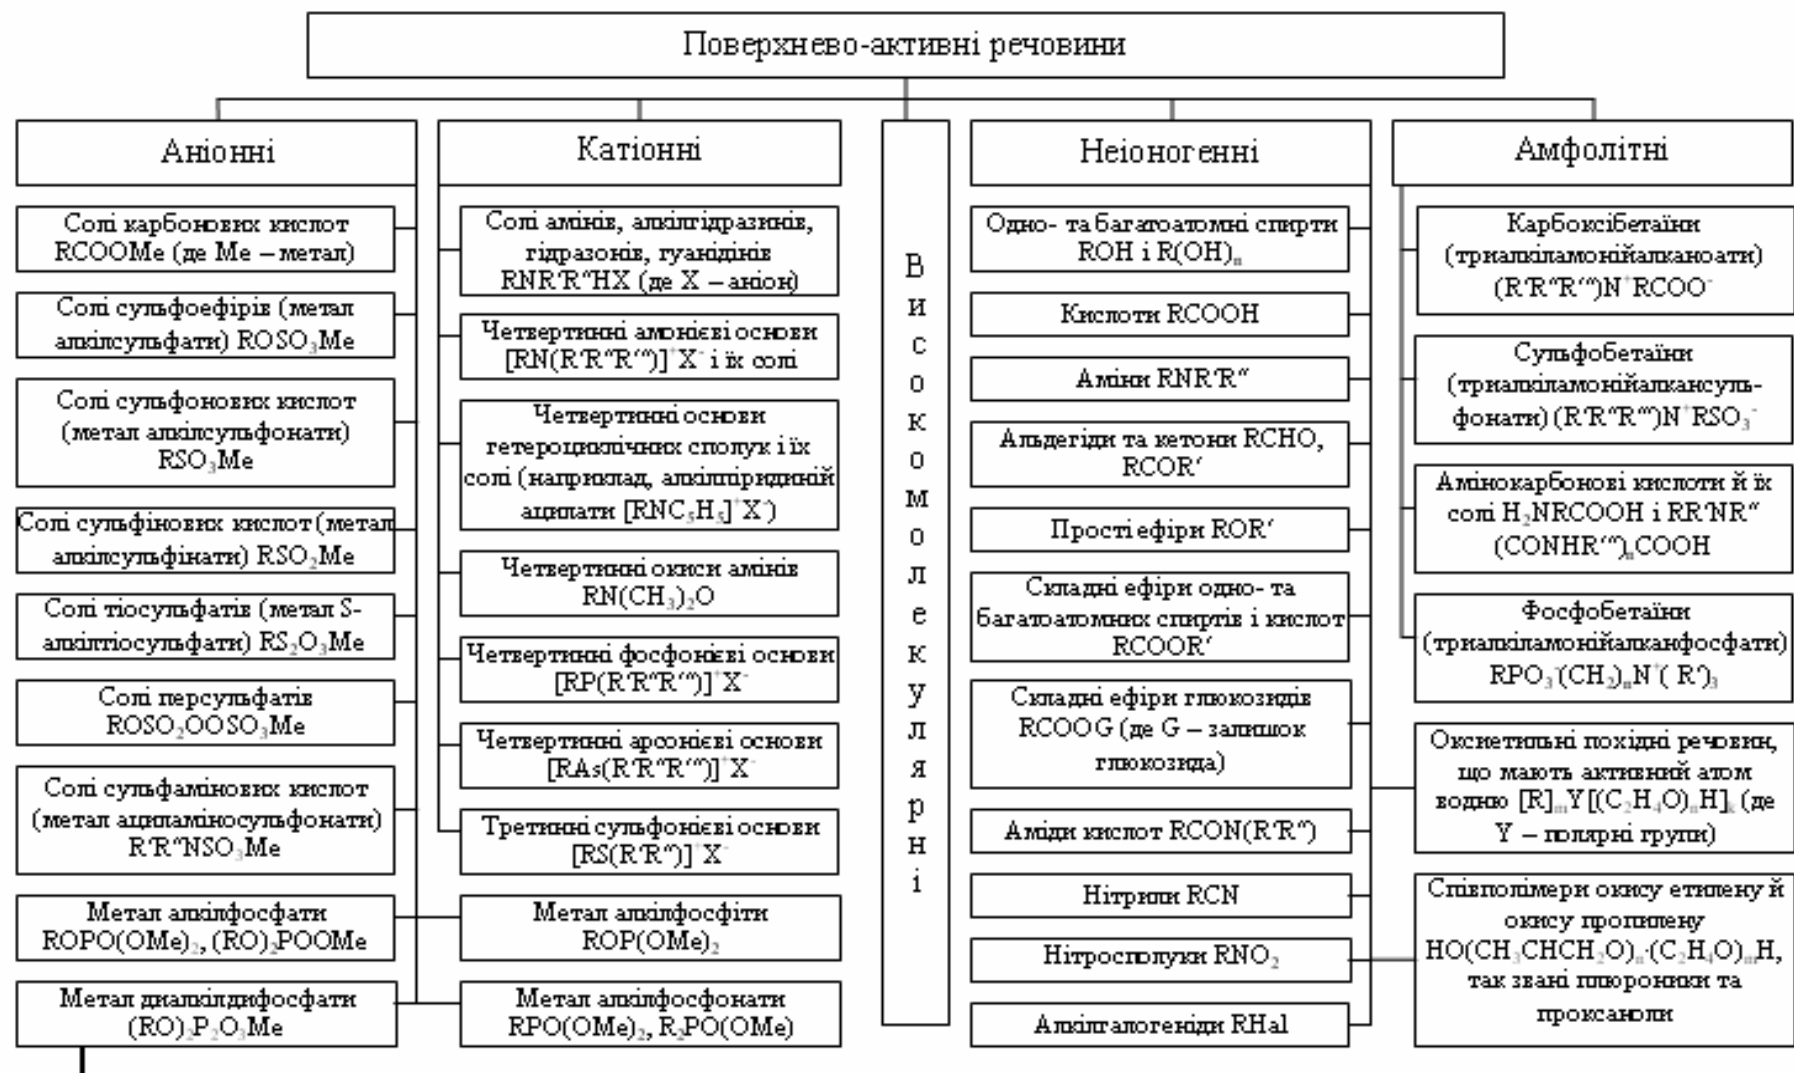 Поверхнево-активні речовини
Аніонні
Солі карбонових кислот
RCOOMe (де Me – метал)
Солі сульфоефірів (метал
алкілсульфати) ROSO₃Me
Солі сульфонових кислот
(метал алкілсульфонати)
RSO₃Me
Солі сульфінових кислот (метал
алкілсульфінати) RSO₂Me
Солі тіосульфатів (метал S-
алкілтіосульфати) RS₂O₃Me
Солі персульфатів
ROSO₂OOSO₃Me
Солі сульфамінових кислот
(метал ациламіносульфонати)
R′R″NSO₃Me
Метал алкілфосфати
ROPO(OMe)₂, (RO)₂POOMe
Метал диалкілдифосфати
(RO)₂P₂O₃Me
Катіонні
Солі амінів, алкілгідразинів,
гідразонів, гуанідінів
RNR′R″HX (де X – аніон)
Четвертинні амонієві основи
[RN(R′R″R‴)]⁺X⁻ і їх солі
Четвертинні основи
гетероциклічних сполук і їх
солі (наприклад, алкілпіридиній
ацилати [RNC₅H₅]⁺X⁻)
Четвертинні окиси амінів
RN(CH₃)₂O
Четвертинні фосфонієві основи
[RP(R′R″R‴)]⁺X⁻
Четвертинні арсонієві основи
[RAs(R′R″R‴)]⁺X⁻
Третинні сульфонієві основи
[RS(R′R″)]⁺X⁻
Метал алкілфосфіти
ROP(OMe)₂
Метал алкілфосфонати
RPO(OMe)₂, R₂PO(OMe)
Високомолекулярні
Неіоногенні
Одно- та багатоатомні спирти
ROH і R(OH)ₙ
Кислоти RCOOH
Аміни RNR′R″
Альдегіди та кетони RCHO,
RCOR′
Прості ефіри ROR′
Складні ефіри одно- та
багатоатомних спиртів і кислот
RCOOR′
Складні ефіри глюкозидів
RCOOG (де G – залишок
глюкозида)
Аміди кислот RCON(R′R″)
Нітрили RCN
Нітросполуки RNO₂
Алкілгалогеніди RHal
Амфолітні
Карбоксібетаїни
(триалкіламонійалканоати)
(R′R″R‴)N⁺RCOO⁻
Сульфобетаїни
(триалкіламонійалкансуль-
фонати) (R′R″R‴)N⁺RSO₃⁻
Амінокарбонові кислоти й їх
солі H₂NRCOOH і RR′NR″
(CONHR‴)ₙCOOH
Фосфобетаїни
(триалкіламонійалканфосфати)
RPO₃⁻(CH₂)ₙN⁺( R′)₃
Оксиетильні похідні речовин,
що мають активний атом
водню [R]ₘY[(C₂H₄O)ₙH]ₖ (де
Y – полярні групи)
Співполімери окису етилену й
окису пропилену
HO(CH₃CHCH₂O)ₙ·(C₂H₄O)ₘH,
так звані плюроники та
проксаноли